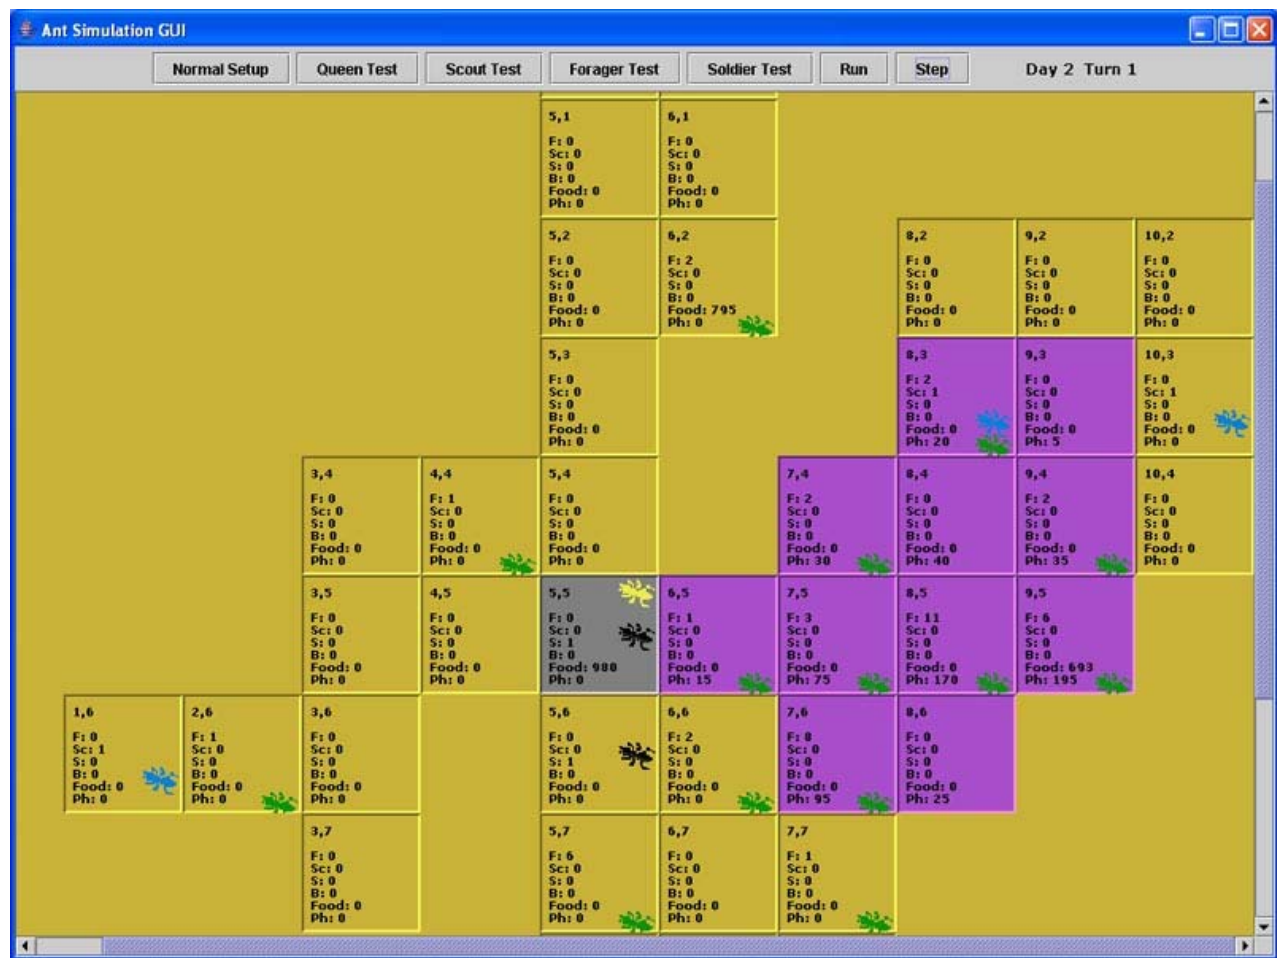 Ant Simulation GUI
Normal Setup
Queen Test
Scout Test
Forager Test
Soldier Test
Run
Step
Day 2 Turn 1
5,1
F: 0
Sc: 0
S: 0
B: 0
Food: 0
Ph: 0
6,1
F: 0
Sc: 0
S: 0
B: 0
Food: 0
Ph: 0
5,2
F: 0
Sc: 0
S: 0
B: 0
Food: 0
Ph: 0
6,2
F: 2
Sc: 0
S: 0
B: 0
Food: 795
Ph: 0
8,2
F: 0
Sc: 0
S: 0
B: 0
Food: 0
Ph: 0
9,2
F: 0
Sc: 0
S: 0
B: 0
Food: 0
Ph: 0
10,2
F: 0
Sc: 0
S: 0
B: 0
Food: 0
Ph: 0
5,3
F: 0
Sc: 0
S: 0
B: 0
Food: 0
Ph: 0
8,3
F: 2
Sc: 1
S: 0
B: 0
Food: 0
Ph: 20
9,3
F: 0
Sc: 0
S: 0
B: 0
Food: 0
Ph: 5
10,3
F: 0
Sc: 1
S: 0
B: 0
Food: 0
Ph: 0
3,4
F: 0
Sc: 0
S: 0
B: 0
Food: 0
Ph: 0
4,4
F: 1
Sc: 0
S: 0
B: 0
Food: 0
Ph: 0
5,4
F: 0
Sc: 0
S: 0
B: 0
Food: 0
Ph: 0
7,4
F: 2
Sc: 0
S: 0
B: 0
Food: 0
Ph: 30
8,4
F: 0
Sc: 0
S: 0
B: 0
Food: 0
Ph: 40
9,4
F: 2
Sc: 0
S: 0
B: 0
Food: 0
Ph: 35
10,4
F: 0
Sc: 0
S: 0
B: 0
Food: 0
Ph: 0
3,5
F: 0
Sc: 0
S: 0
B: 0
Food: 0
Ph: 0
4,5
F: 0
Sc: 0
S: 0
B: 0
Food: 0
Ph: 0
5,5
F: 0
Sc: 0
S: 1
B: 0
Food: 980
Ph: 0
6,5
F: 1
Sc: 0
S: 0
B: 0
Food: 0
Ph: 15
7,5
F: 3
Sc: 0
S: 0
B: 0
Food: 0
Ph: 75
8,5
F: 11
Sc: 0
S: 0
B: 0
Food: 0
Ph: 170
9,5
F: 6
Sc: 0
S: 0
B: 0
Food: 693
Ph: 195
1,6
F: 0
Sc: 1
S: 0
B: 0
Food: 0
Ph: 0
2,6
F: 1
Sc: 0
S: 0
B: 0
Food: 0
Ph: 0
3,6
F: 0
Sc: 0
S: 0
B: 0
Food: 0
Ph: 0
5,6
F: 0
Sc: 0
S: 1
B: 0
Food: 0
Ph: 0
6,6
F: 2
Sc: 0
S: 0
B: 0
Food: 0
Ph: 0
7,6
F: 8
Sc: 0
S: 0
B: 0
Food: 0
Ph: 95
8,6
F: 0
Sc: 0
S: 0
B: 0
Food: 0
Ph: 25
3,7
F: 0
Sc: 0
S: 0
B: 0
Food: 0
Ph: 0
5,7
F: 6
Sc: 0
S: 0
B: 0
Food: 0
Ph: 0
6,7
F: 0
Sc: 0
S: 0
B: 0
Food: 0
Ph: 0
7,7
F: 1
Sc: 0
S: 0
B: 0
Food: 0
Ph: 0